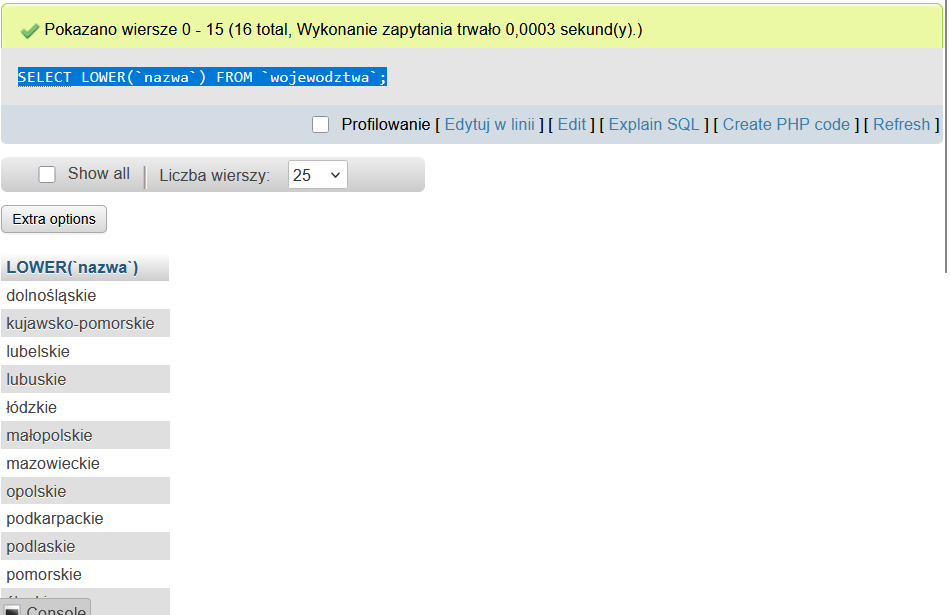 Pokazano wiersze 0 - 15 (16 total, Wykonanie zapytania trwało 0,0003 sekund(y).)
SELECT LOWER(`nazwa`) FROM `wojewodztwa`;
Profilowanie [ Edytuj w linii ] [ Edit ] [ Explain SQL ] [ Create PHP code ] [ Refresh ]
Show all | Liczba wierszy: 25
Extra options
LOWER(`nazwa`)
dolnośląskie
kujawsko-pomorskie
lubelskie
lubuskie
łódzkie
małopolskie
mazowieckie
opolskie
podkarpackie
podlaskie
pomorskie
Console